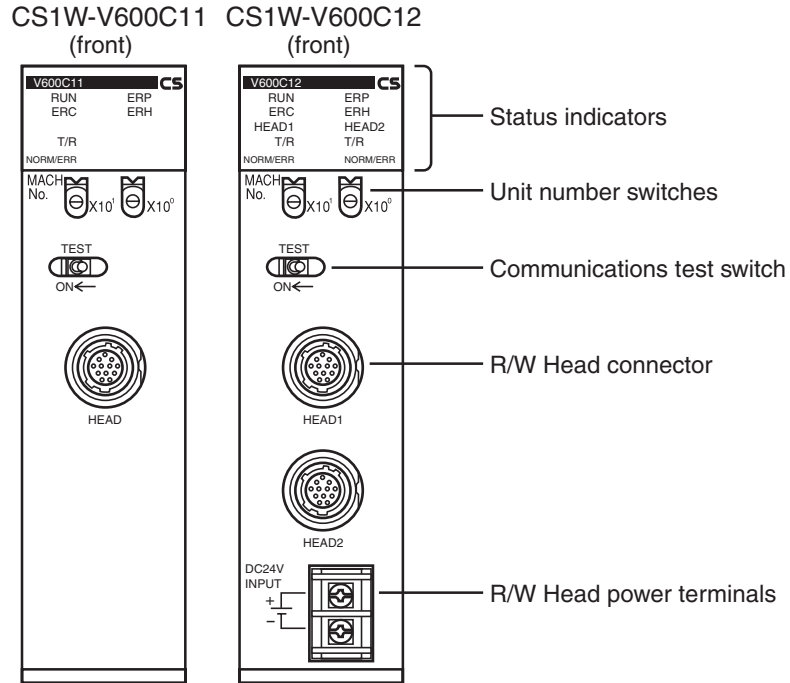 CS1W-V600C11
(front)
V600C11
CS
RUN ERP
ERC ERH
T/R
NORM/ERR
MACH
No.
X10¹ X10⁰
TEST
ON←
HEAD
CS1W-V600C12
(front)
V600C12
CS
RUN ERP
ERC ERH
HEAD1 HEAD2
T/R T/R
NORM/ERR NORM/ERR
MACH
No.
X10¹ X10⁰
TEST
ON←
HEAD1
HEAD2
DC24V
INPUT
+
−
Status indicators
Unit number switches
Communications test switch
R/W Head connector
R/W Head power terminals